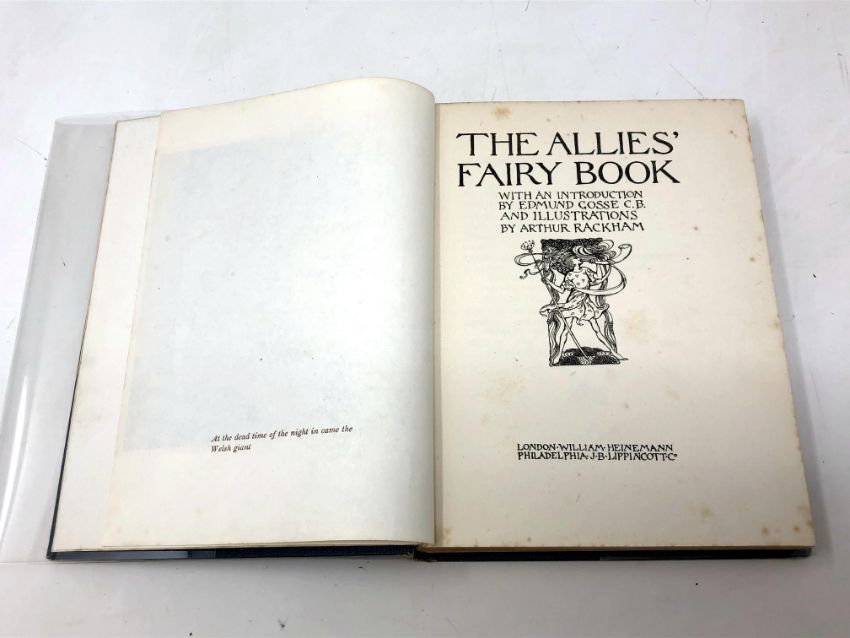 At the dead time of the night in came the
Welsh giant
THE ALLIES'
FAIRY BOOK
WITH AN INTRODUCTION
BY EDMUND GOSSE C.B.
AND ILLUSTRATIONS
BY ARTHUR RACKHAM
LONDON·WILLIAM·HEINEMANN
PHILADELPHIA·J·B·LIPPINCOTT·Cº